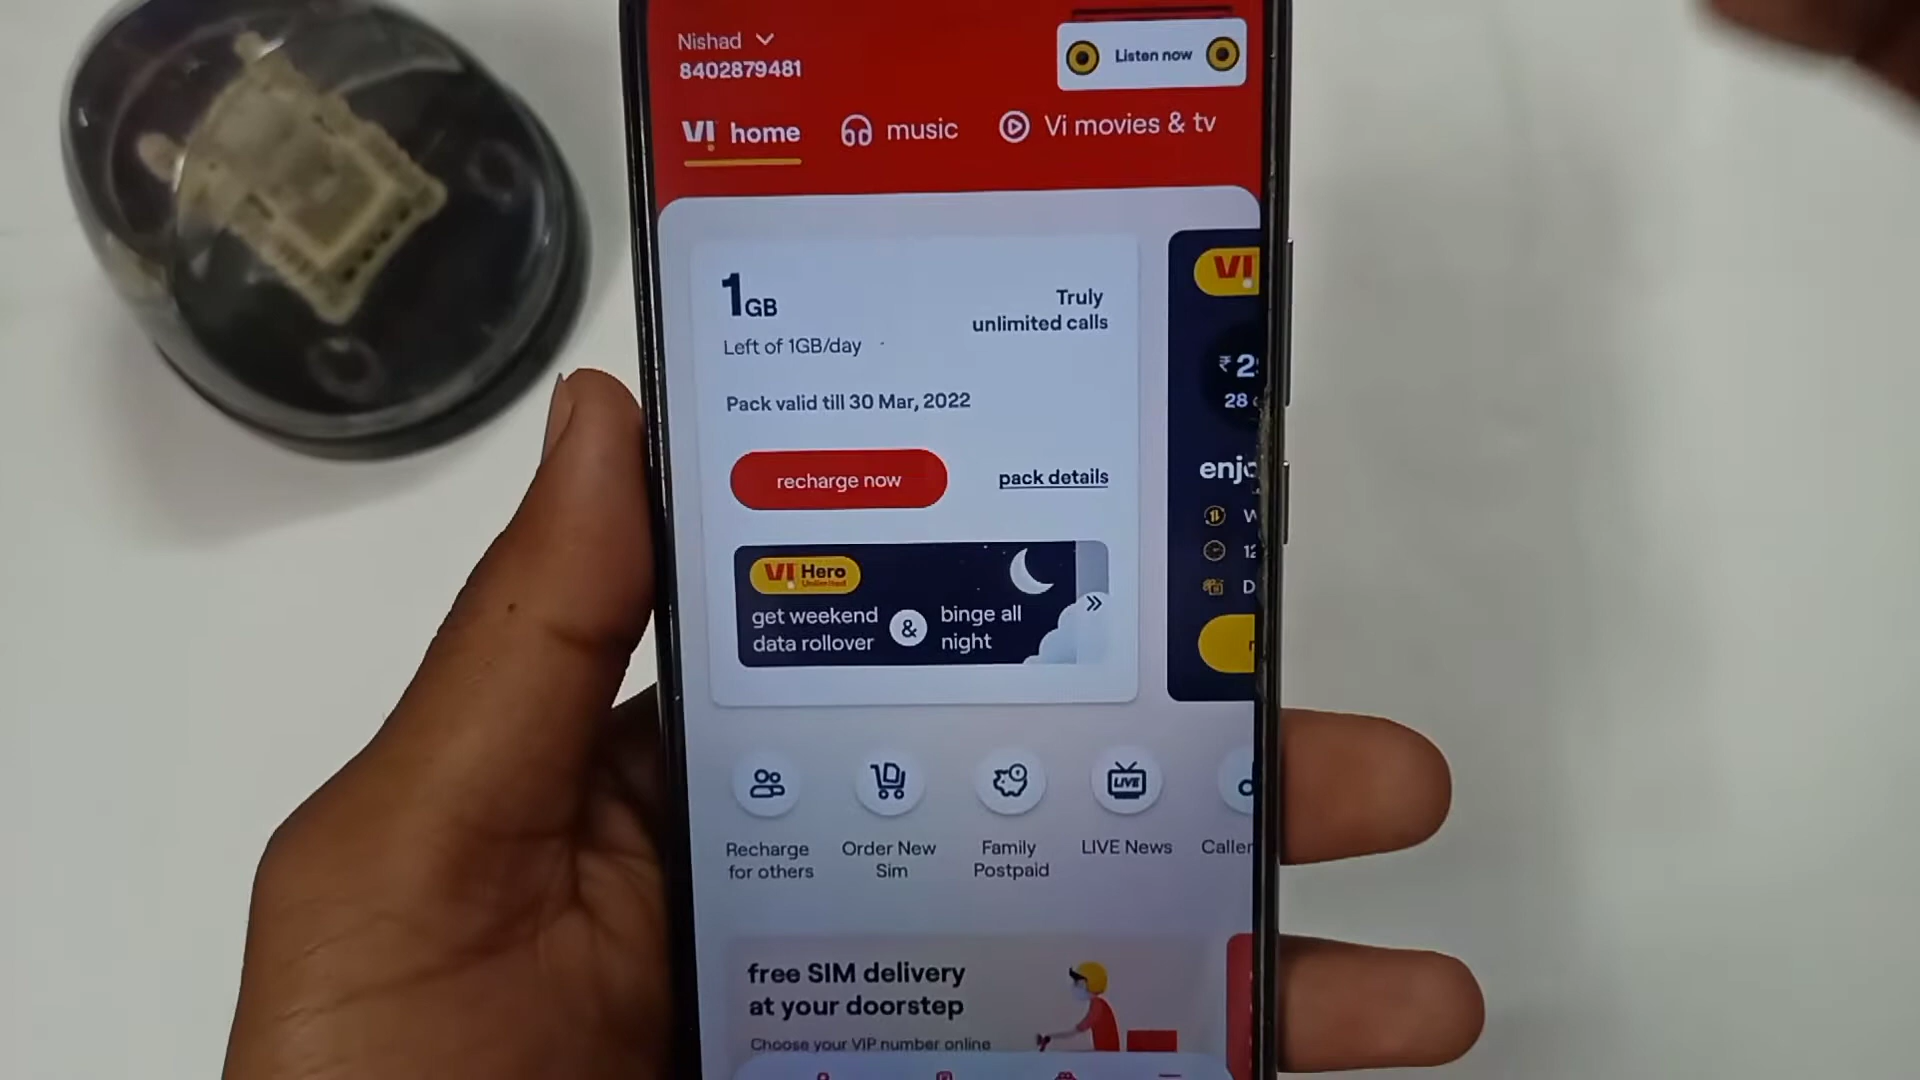 Nishad
8402879481
Listen now
Vi home
music
Vi movies & tv
1GB
Left of 1GB/day
Truly
unlimited calls
Pack valid till 30 Mar, 2022
recharge now
pack details
Vi Hero
Unlimited
get weekend
data rollover
&
binge all
night
Vi
28
LIVE
Recharge
for others
Order New
Sim
Family
Postpaid
LIVE News
Caller
free SIM delivery
at your doorstep
Choose your VIP number online